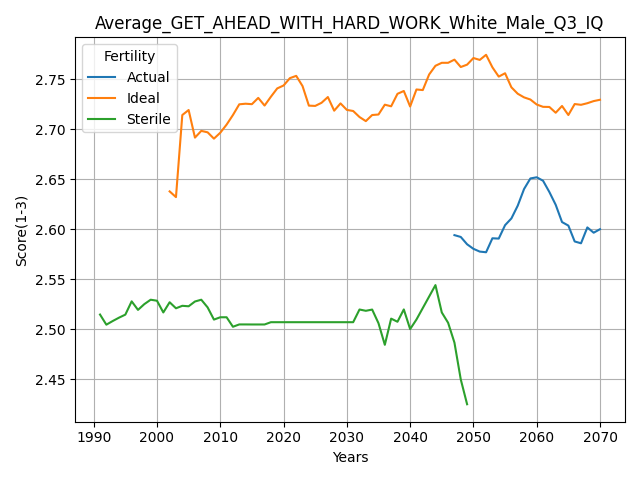 Average_GET_AHEAD_WITH_HARD_WORK_White_Male_Q3_IQ
Fertility
Actual
Ideal
Sterile
Score(1-3)
2.75
2.70
2.65
2.60
2.55
2.50
2.45
1990 2000 2010 2020 2030 2040 2050 2060 2070
Years